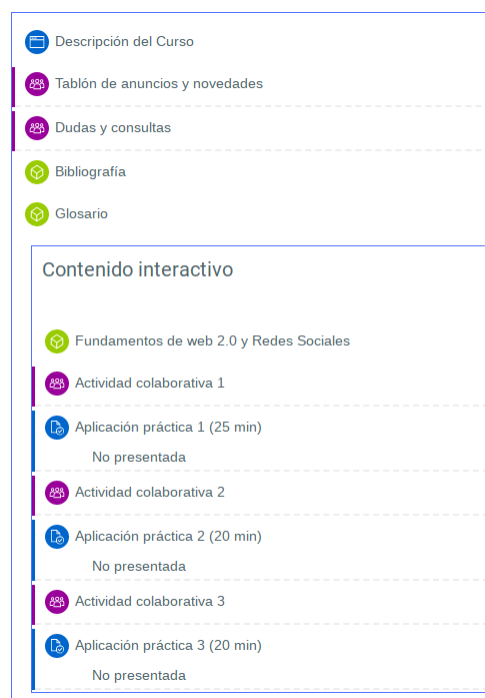 Descripción del Curso
Tablón de anuncios y novedades
Dudas y consultas
Bibliografía
Glosario
Contenido interactivo
Fundamentos de web 2.0 y Redes Sociales
Actividad colaborativa 1
Aplicación práctica 1 (25 min)
No presentada
Actividad colaborativa 2
Aplicación práctica 2 (20 min)
No presentada
Actividad colaborativa 3
Aplicación práctica 3 (20 min)
No presentada